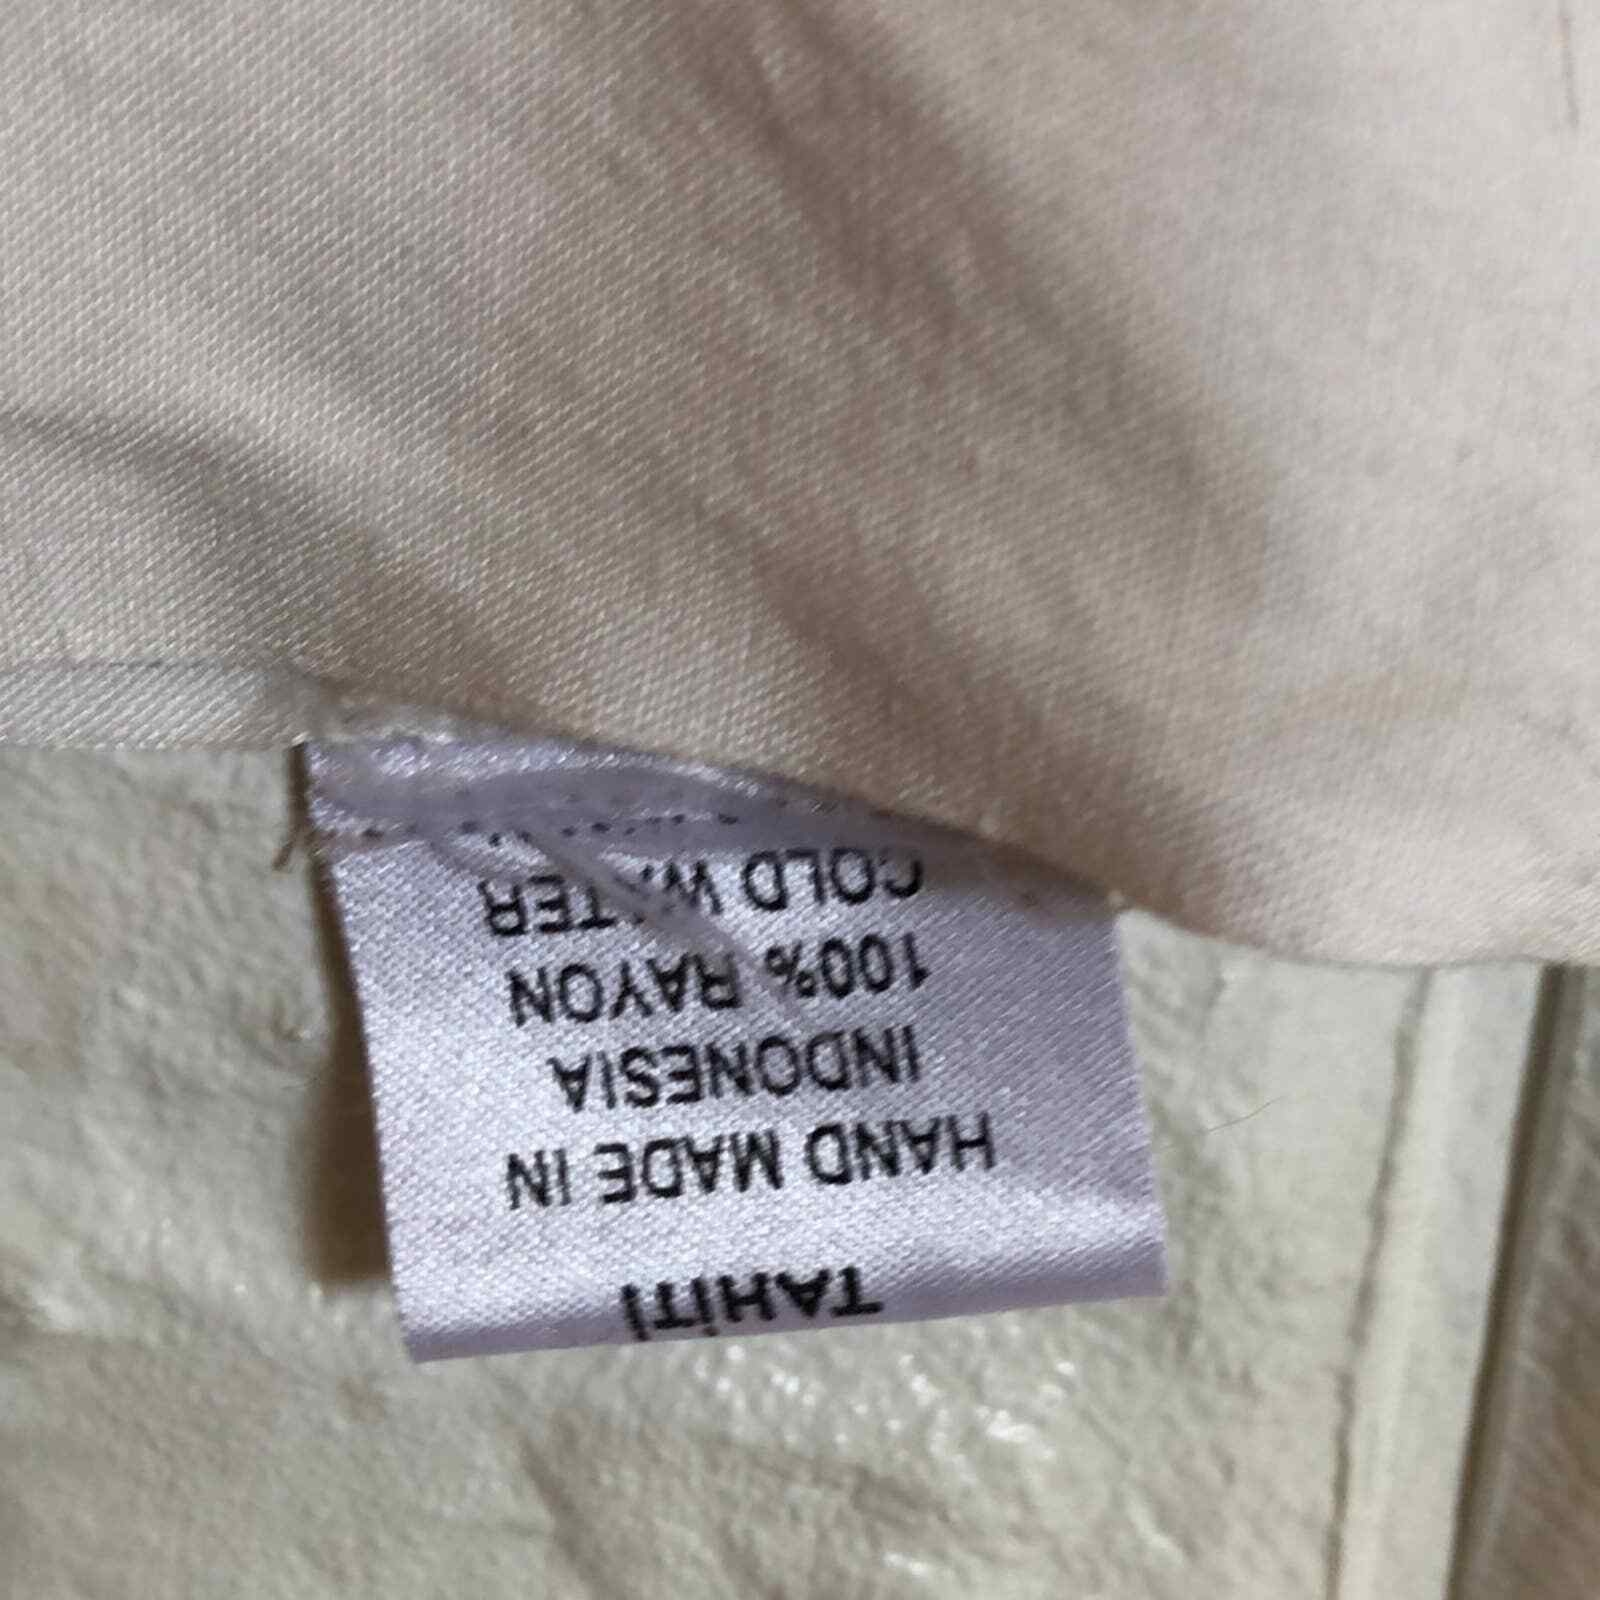 TAHiTi
HAND MADE IN
INDONESIA
100% RAYON
COLD WATER